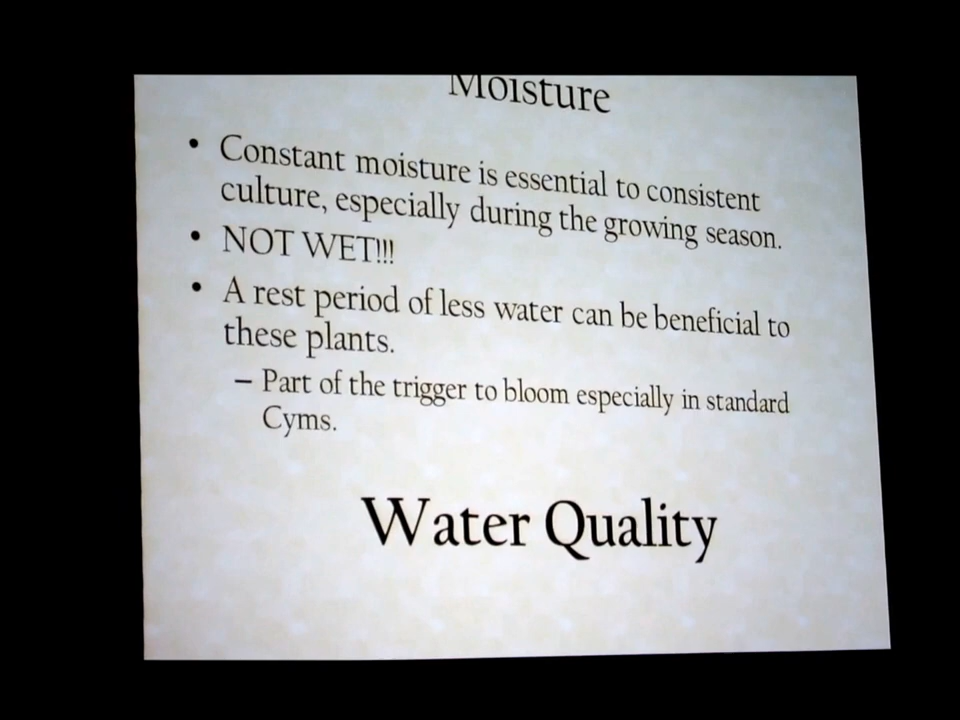 Moisture
• Constant moisture is essential to consistent
culture, especially during the growing season.
• NOT WET!!!
• A rest period of less water can be beneficial to
these plants.
– Part of the trigger to bloom especially in standard
Cyms.
Water Quality